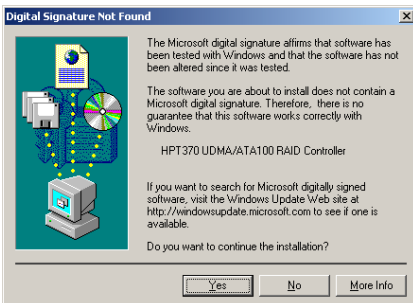 Digital Signature Not Found
The Microsoft digital signature affirms that software has
been tested with Windows and that the software has not
been altered since it was tested.
The software you are about to install does not contain a
Microsoft digital signature. Therefore, there is no
guarantee that this software works correctly with
Windows.
HPT370 UDMA/ATA100 RAID Controller
If you want to search for Microsoft digitally signed
software, visit the Windows Update Web site at
http://windowsupdate.microsoft.com to see if one is
available.
Do you want to continue the installation?
Yes No More Info